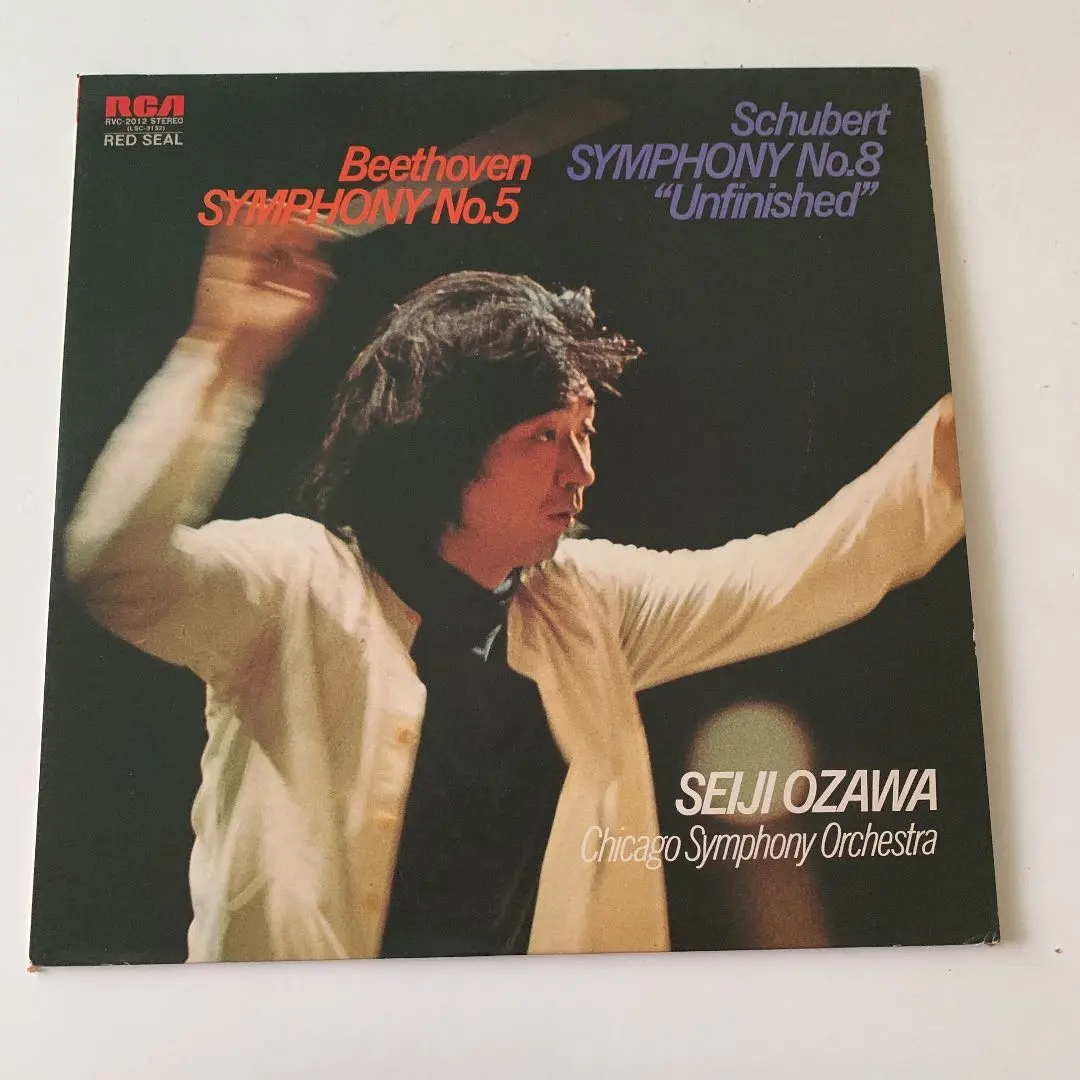 RCA
RVC-2012 STEREO
(LSC-3132)
RED SEAL
Beethoven
SYMPHONY No.5
Schubert
SYMPHONY No.8
“Unfinished”
SEIJI OZAWA
Chicago Symphony Orchestra